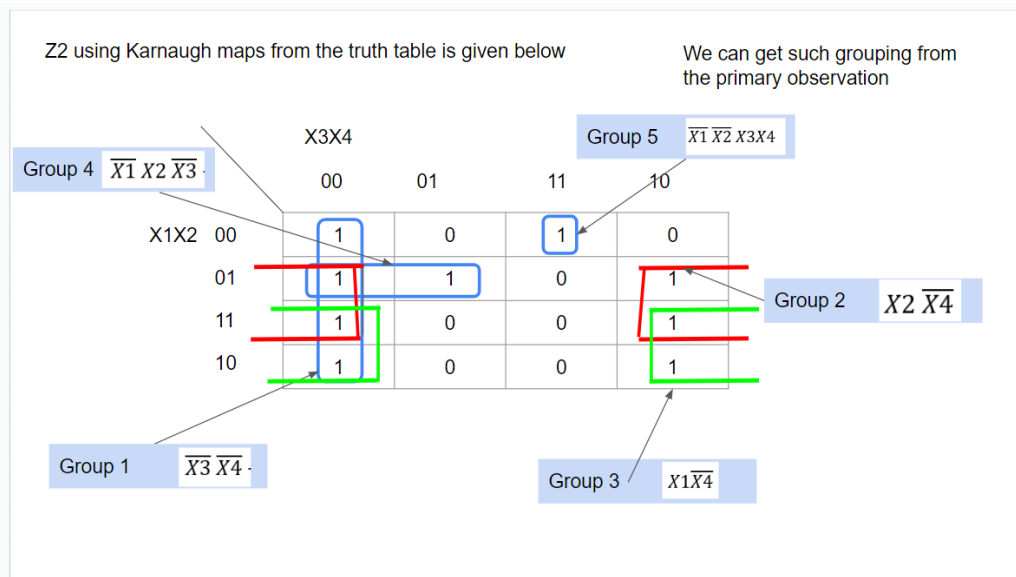 Z2 using Karnaugh maps from the truth table is given below
We can get such grouping from
the primary observation
X3X4
Group 5 X̅1̅ X̅2̅ X3X4
Group 4 X̅1̅ X2 X̅3̅
00 01 11 10
X1X2 00 1 0 1 0
01 1 1 0 1
Group 2 X2 X̅4̅
11 1 0 0 1
10 1 0 0 1
Group 1 X̅3̅ X̅4̅
Group 3 X1X̅4̅